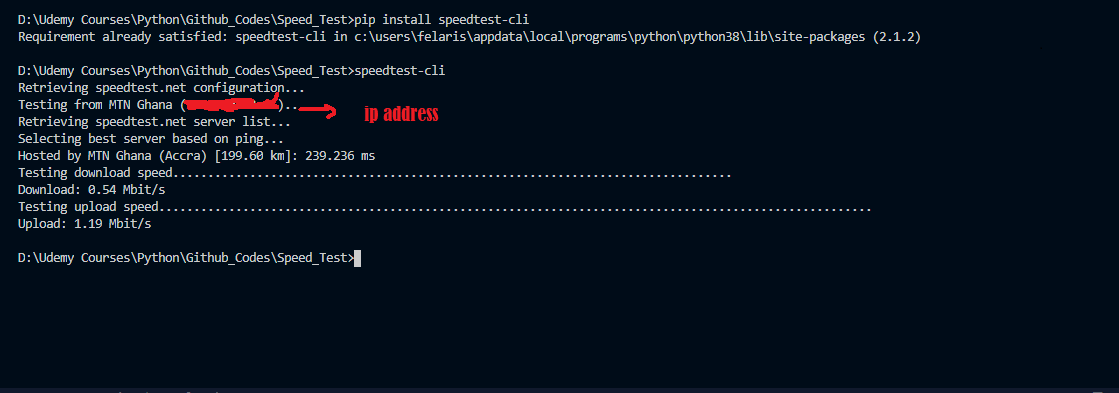 D:\Udemy Courses\Python\Github_Codes\Speed_Test>pip install speedtest-cli
Requirement already satisfied: speedtest-cli in c:\users\felaris\appdata\local\programs\python\python38\lib\site-packages (2.1.2)
D:\Udemy Courses\Python\Github_Codes\Speed_Test>speedtest-cli
Retrieving speedtest.net configuration...
Testing from MTN Ghana ( )...
ip address
Retrieving speedtest.net server list...
Selecting best server based on ping...
Hosted by MTN Ghana (Accra) [199.60 km]: 239.236 ms
Testing download speed................................................................................
Download: 0.54 Mbit/s
Testing upload speed......................................................................................................
Upload: 1.19 Mbit/s
D:\Udemy Courses\Python\Github_Codes\Speed_Test>